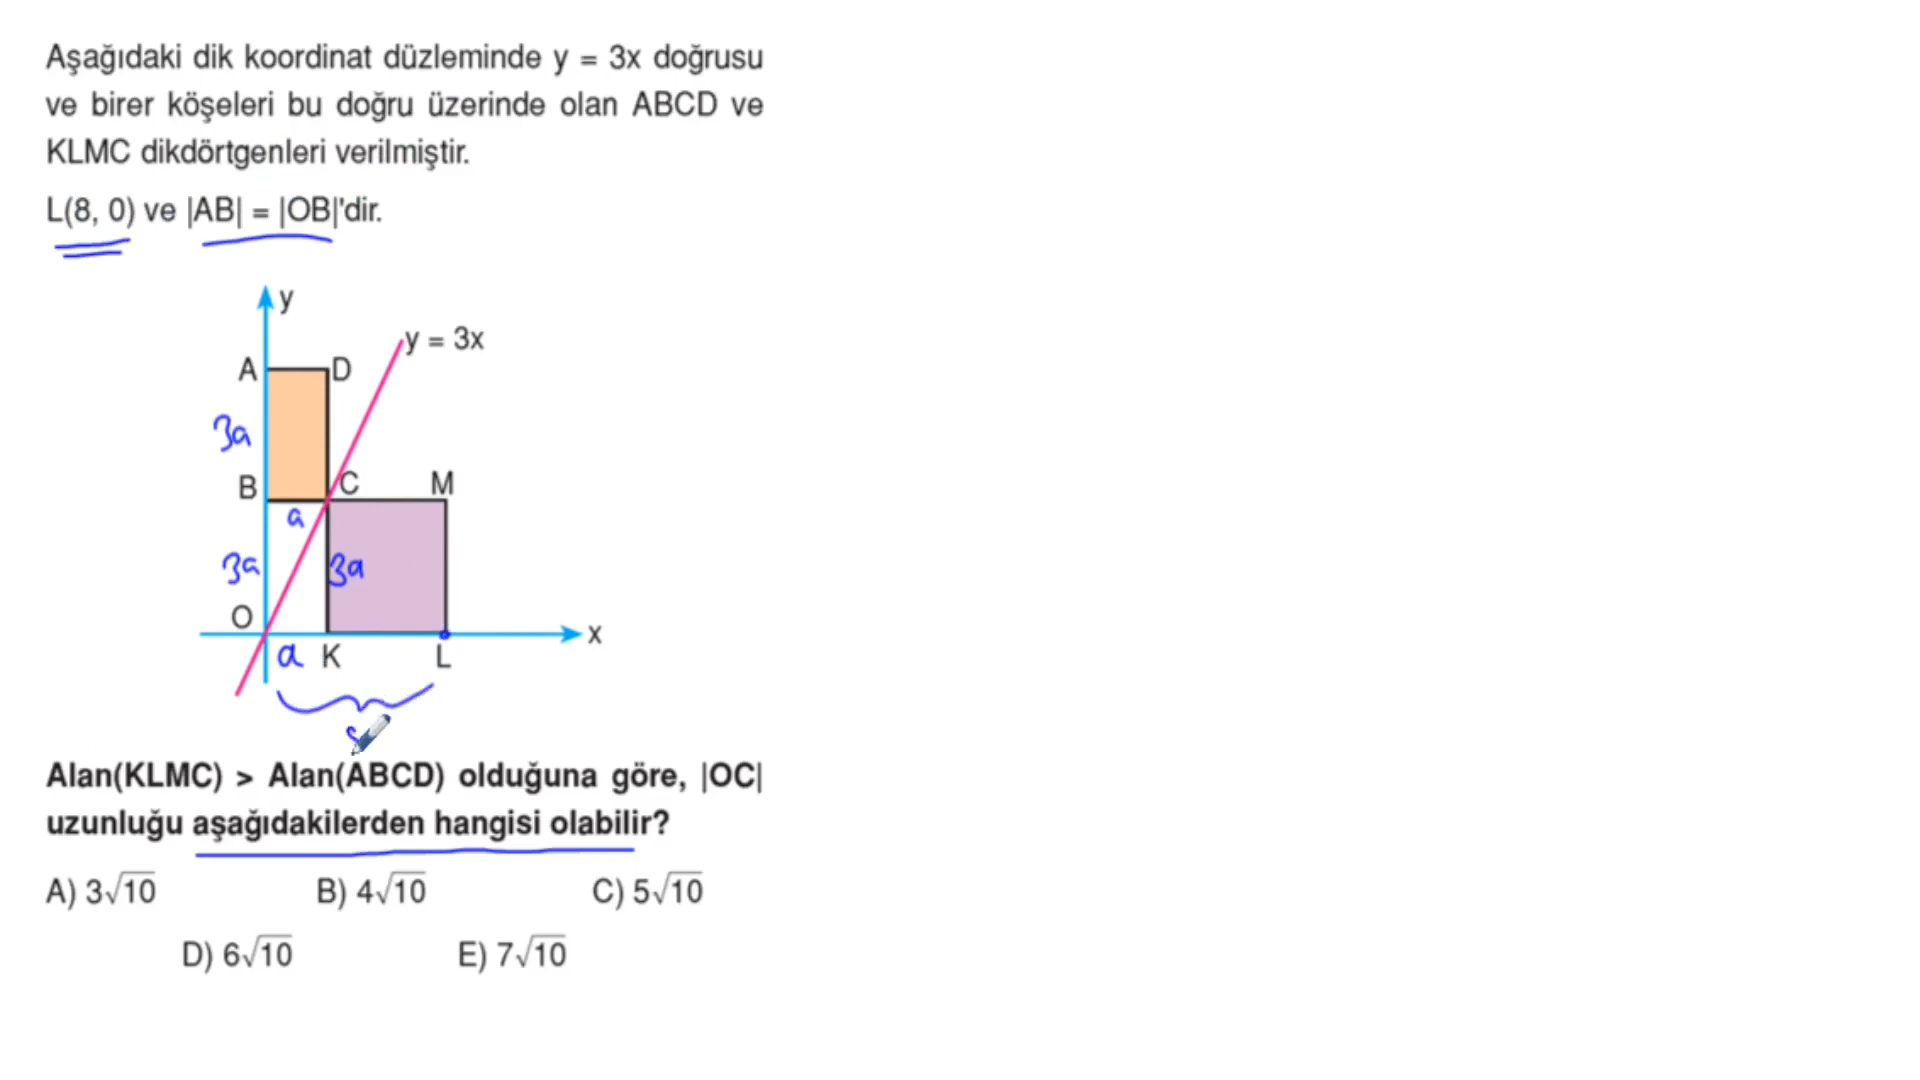 Aşağıdaki dik koordinat düzleminde y = 3x doğrusu
ve birer köşeleri bu doğru üzerinde olan ABCD ve
KLMC dikdörtgenleri verilmiştir.
L(8, 0) ve |AB| = |OB|'dir.
y
y = 3x
A D
3a
B C M
a
3a 3a
O
x
a K L
Alan(KLMC) > Alan(ABCD) olduğuna göre, |OC|
uzunluğu aşağıdakilerden hangisi olabilir?
A) 3√10 B) 4√10 C) 5√10
D) 6√10 E) 7√10